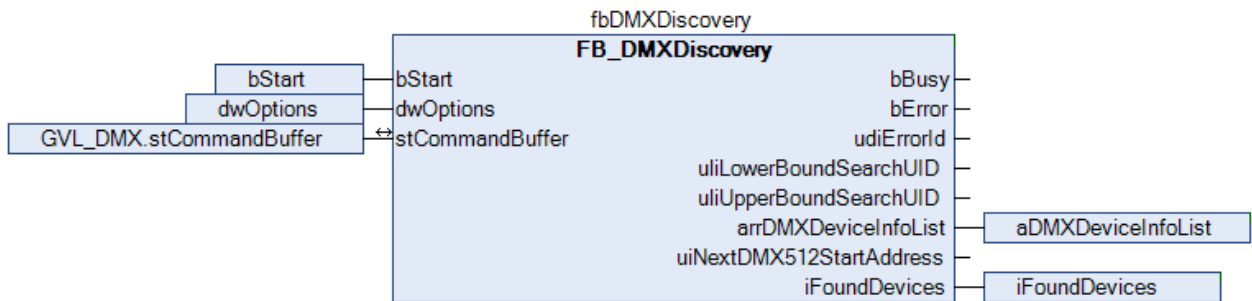 fbDMXDiscovery
FB_DMXDiscovery
bStart bStart bBusy
dwOptions dwOptions bError
GVL_DMX.stCommandBuffer stCommandBuffer udiErrorId
uliLowerBoundSearchUID
uliUpperBoundSearchUID
arrDMXDeviceInfoList aDMXDeviceInfoList
uiNextDMX512StartAddress
iFoundDevices iFoundDevices